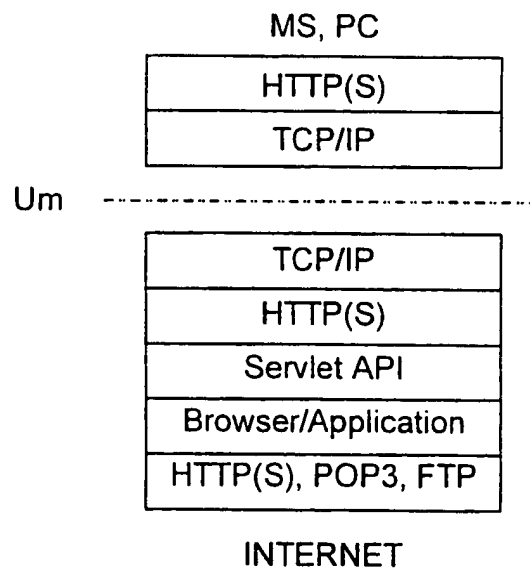 MS, PC
HTTP(S)
TCP/IP
Um
TCP/IP
HTTP(S)
Servlet API
Browser/Application
HTTP(S), POP3, FTP
INTERNET